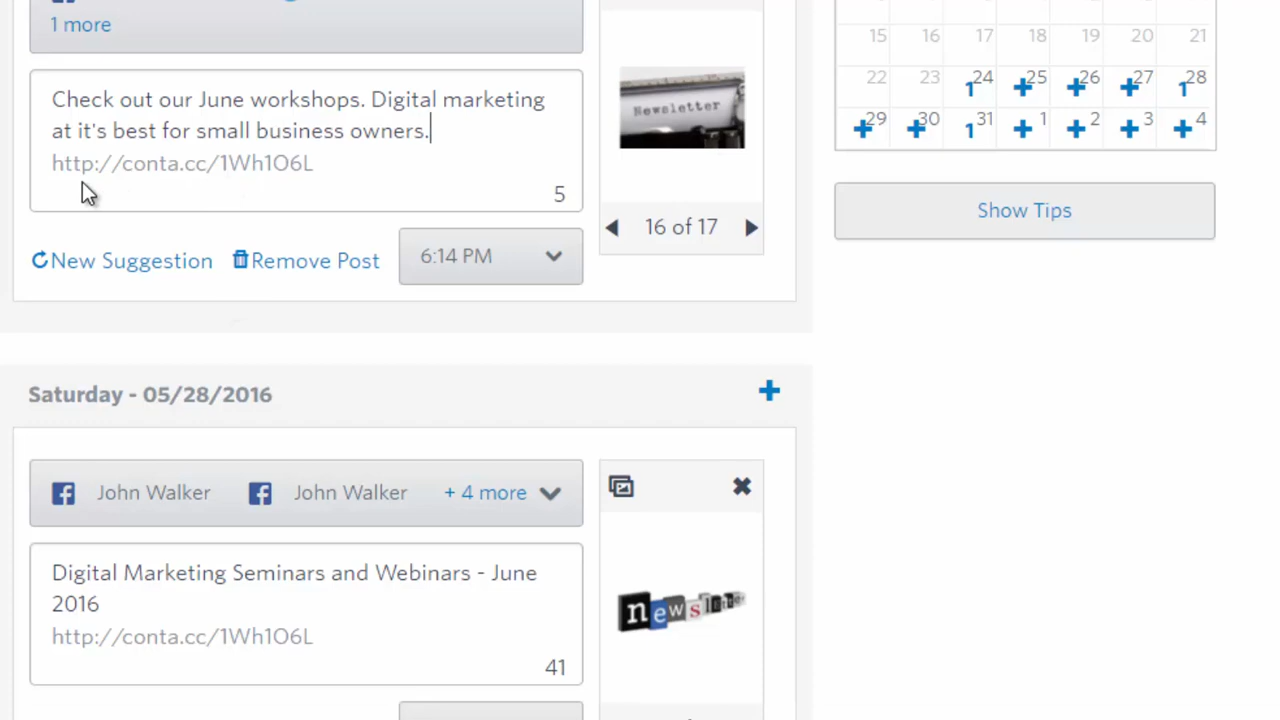 1 more
Check out our June workshops. Digital marketing
at it's best for small business owners.
http://conta.cc/1Wh1O6L
5
New Suggestion
Remove Post
6:14 PM
Newsletter
16 of 17
15 16 17 18 19 20 21
22 23 1 24 25 26 27 1 28
29 30 1 31 1 2 3 4
Show Tips
Saturday - 05/28/2016
John Walker
John Walker
+ 4 more
Digital Marketing Seminars and Webinars - June
2016
http://conta.cc/1Wh1O6L
41
newsletter